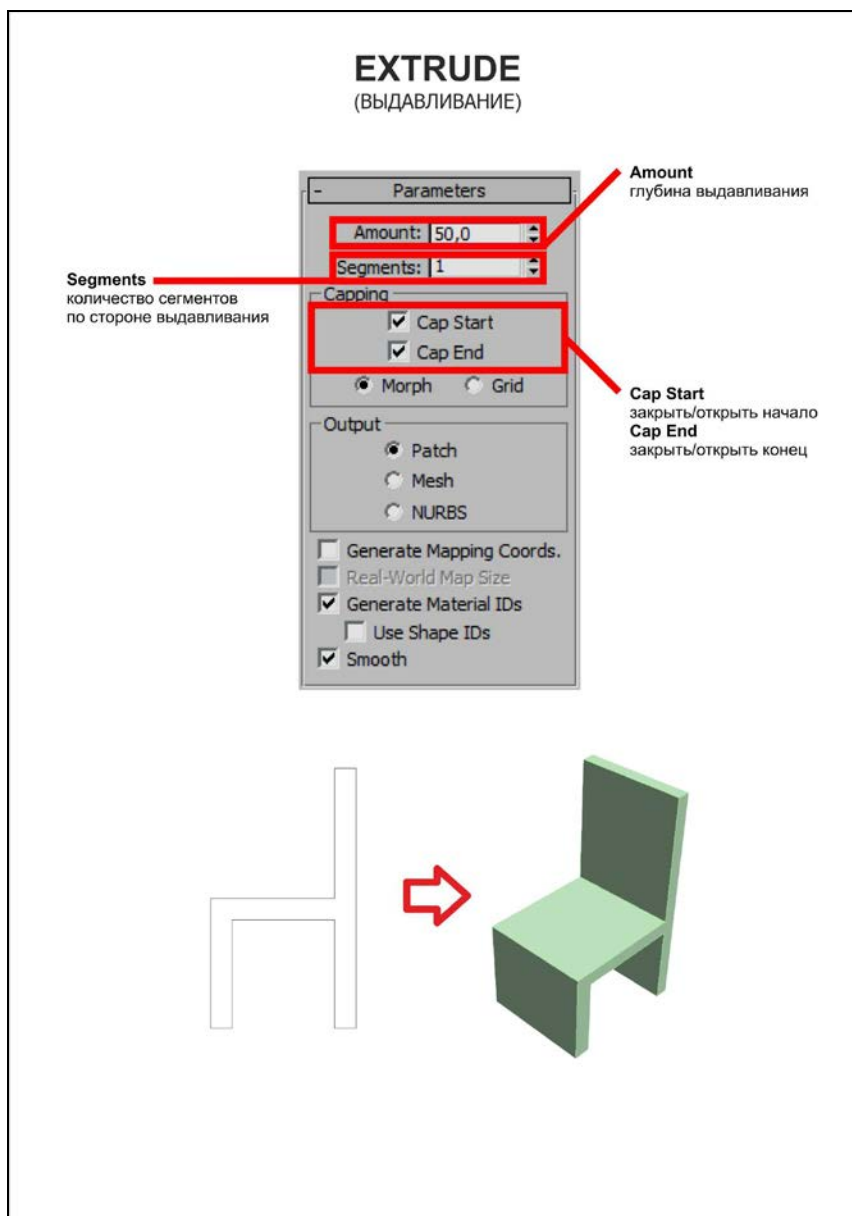 EXTRUDE
(ВЫДАВЛИВАНИЕ)
Amount
глубина выдавливания
- Parameters
Amount: 50,0
Segments: 1
Segments
количество сегментов
по стороне выдавливания
Capping
Cap Start
Cap End
Morph Grid
Cap Start
закрыть/открыть начало
Cap End
закрыть/открыть конец
Output
Patch
Mesh
NURBS
Generate Mapping Coords.
Real-World Map Size
Generate Material IDs
Use Shape IDs
Smooth